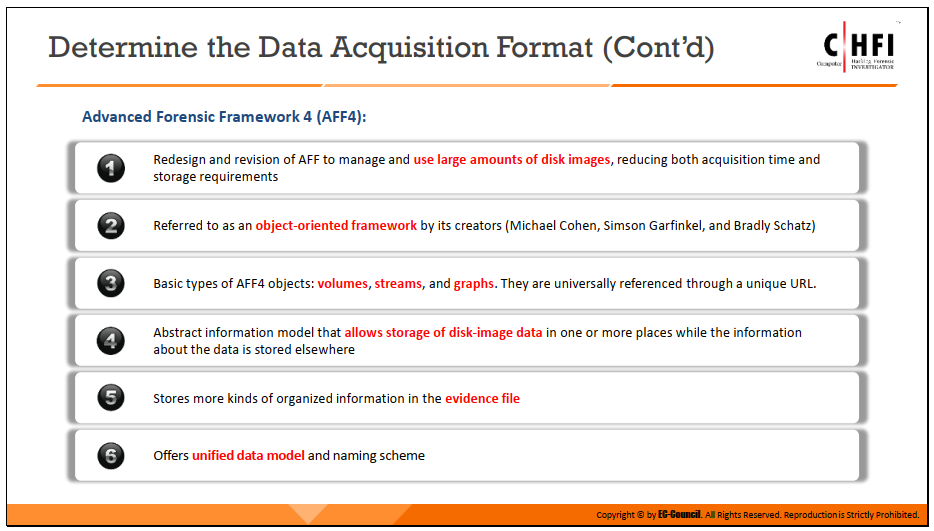 Determine the Data Acquisition Format (Cont’d)
CHFI
Computer Hacking Forensic
INVESTIGATOR
Advanced Forensic Framework 4 (AFF4):
1
Redesign and revision of AFF to manage and use large amounts of disk images, reducing both acquisition time and
storage requirements
2
Referred to as an object-oriented framework by its creators (Michael Cohen, Simson Garfinkel, and Bradly Schatz)
3
Basic types of AFF4 objects: volumes, streams, and graphs. They are universally referenced through a unique URL.
4
Abstract information model that allows storage of disk-image data in one or more places while the information
about the data is stored elsewhere
5
Stores more kinds of organized information in the evidence file
6
Offers unified data model and naming scheme
Copyright © by EC-Council. All Rights Reserved. Reproduction is Strictly Prohibited.